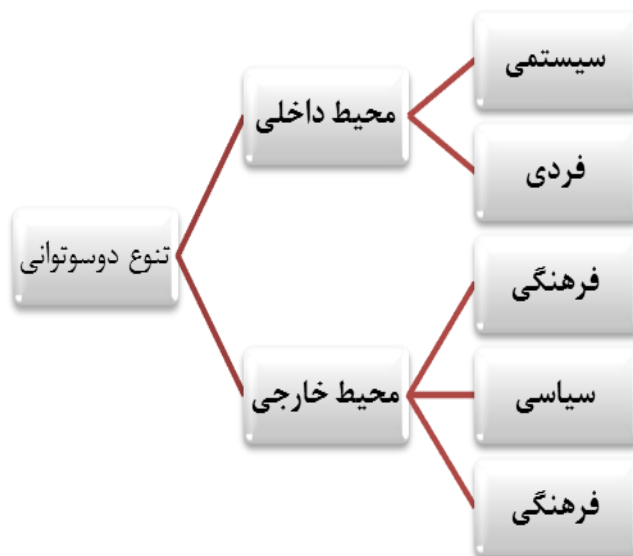 تنوع دوسوتوانی
محیط داخلی
سیستمی
فردی
محیط خارجی
فرهنگی
سیاسی
فرهنگی